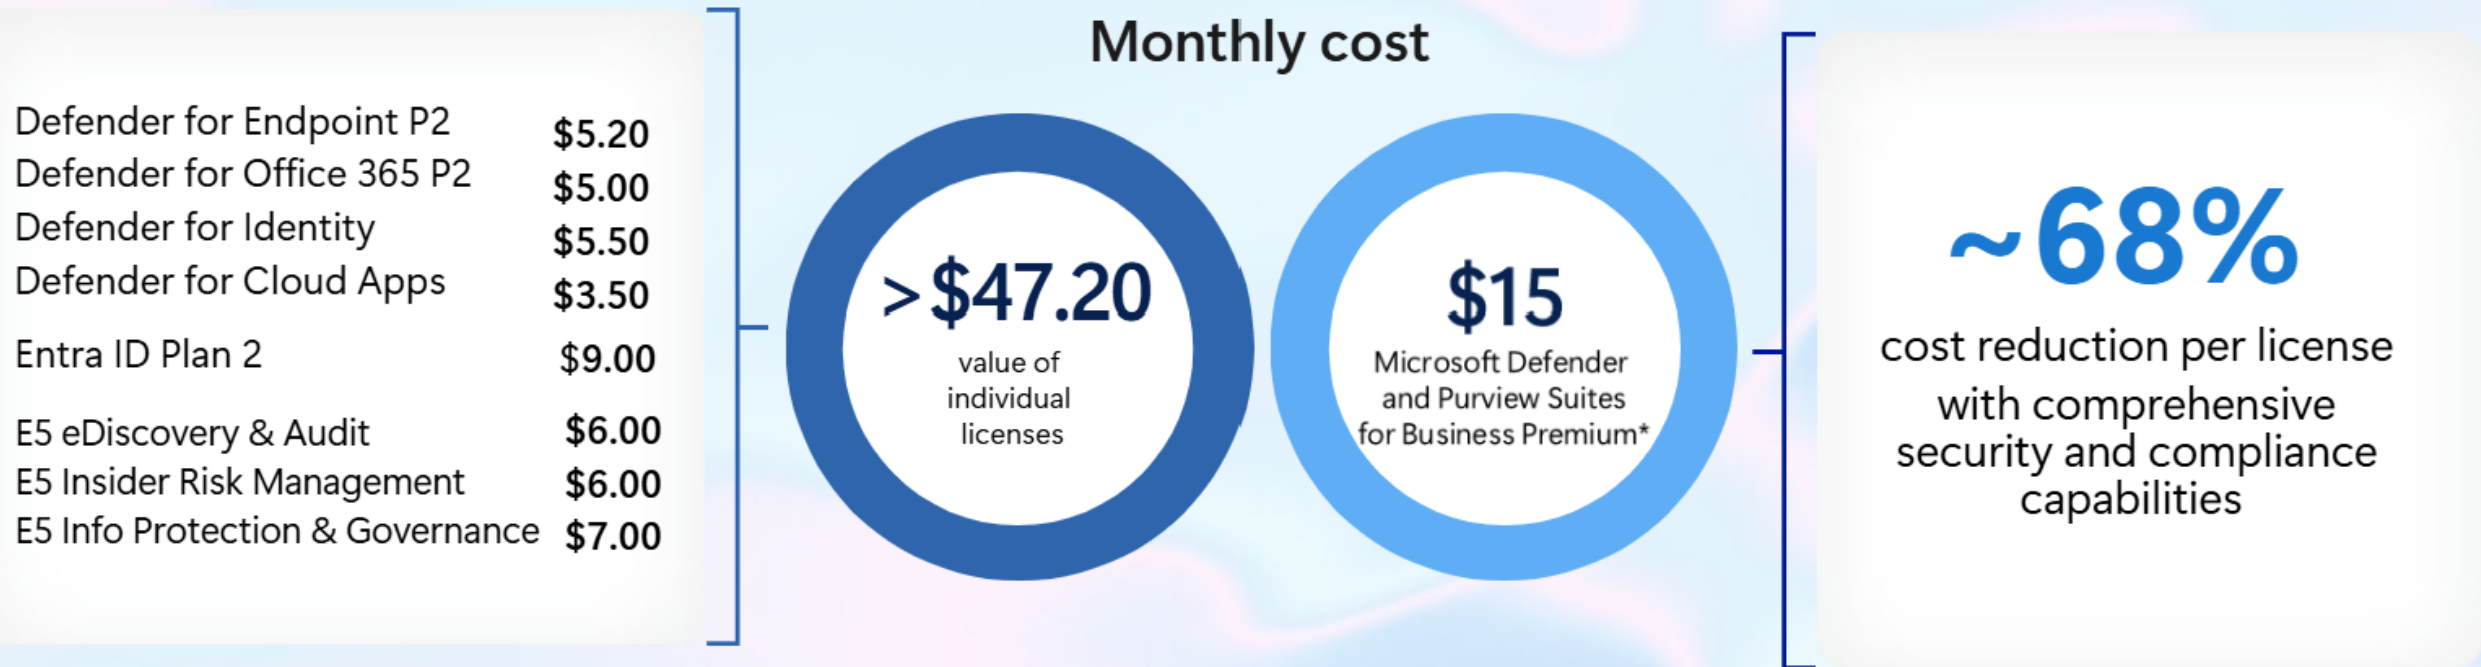 Monthly cost
Defender for Endpoint P2 $5.20
Defender for Office 365 P2 $5.00
Defender for Identity $5.50
Defender for Cloud Apps $3.50
Entra ID Plan 2 $9.00
E5 eDiscovery & Audit $6.00
E5 Insider Risk Management $6.00
E5 Info Protection & Governance $7.00
>$47.20
value of
individual
licenses
$15
Microsoft Defender
and Purview Suites
for Business Premium*
~68%
cost reduction per license
with comprehensive
security and compliance
capabilities